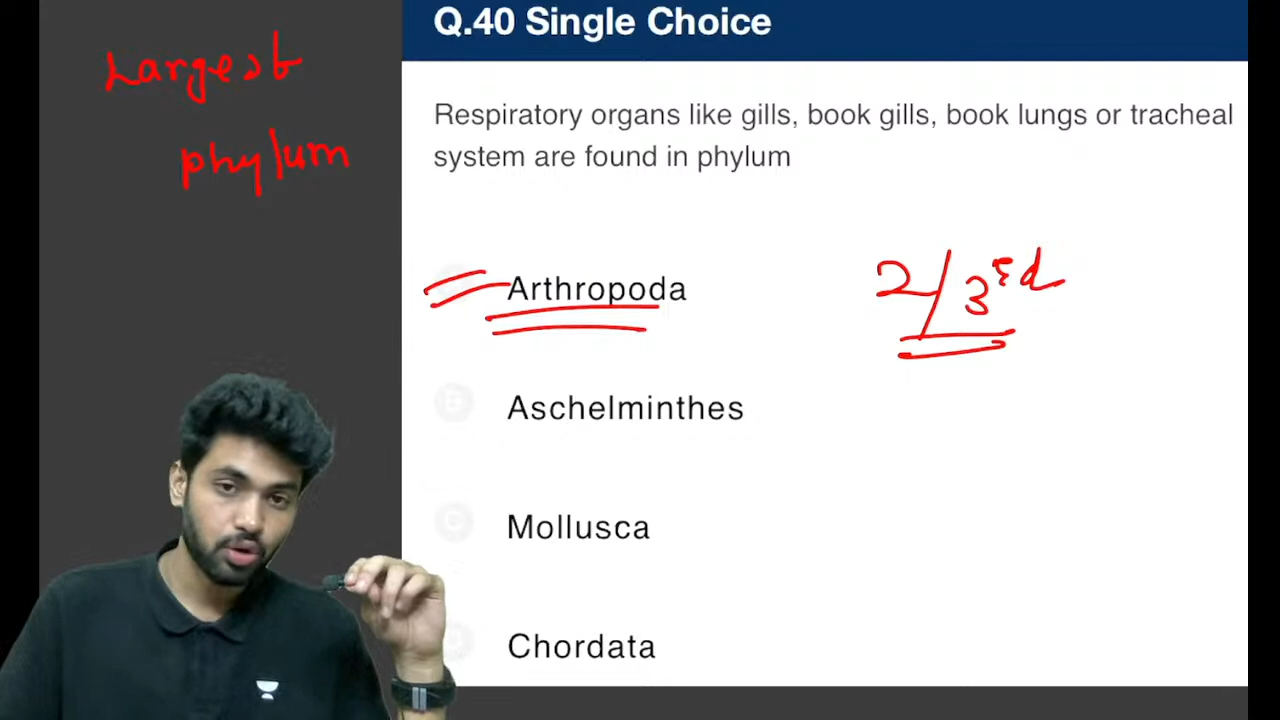 Largest
phylum
Q.40 Single Choice
Respiratory organs like gills, book gills, book lungs or tracheal
system are found in phylum
Arthropoda
2/3rd
B Aschelminthes
C Mollusca
Chordata